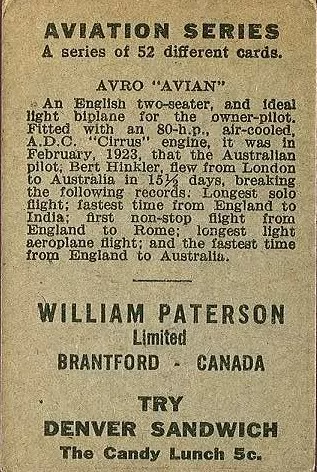 AVIATION SERIES
A series of 52 different cards.
AVRO "AVIAN"
An English two-seater, and ideal
light biplane for the owner-pilot.
Fitted with an 80-h.p., air-cooled,
A.D.C. "Cirrus" engine, it was in
February, 1923, that the Australian
pilot, Bert Hinkler, flew from London
to Australia in 15½ days, breaking
the following records: Longest solo
flight; fastest time from England to
India; first non-stop flight from
England to Rome; longest light
aeroplane flight; and the fastest time
from England to Australia.
WILLIAM PATERSON
Limited
BRANTFORD - CANADA
TRY
DENVER SANDWICH
The Candy Lunch 5c.